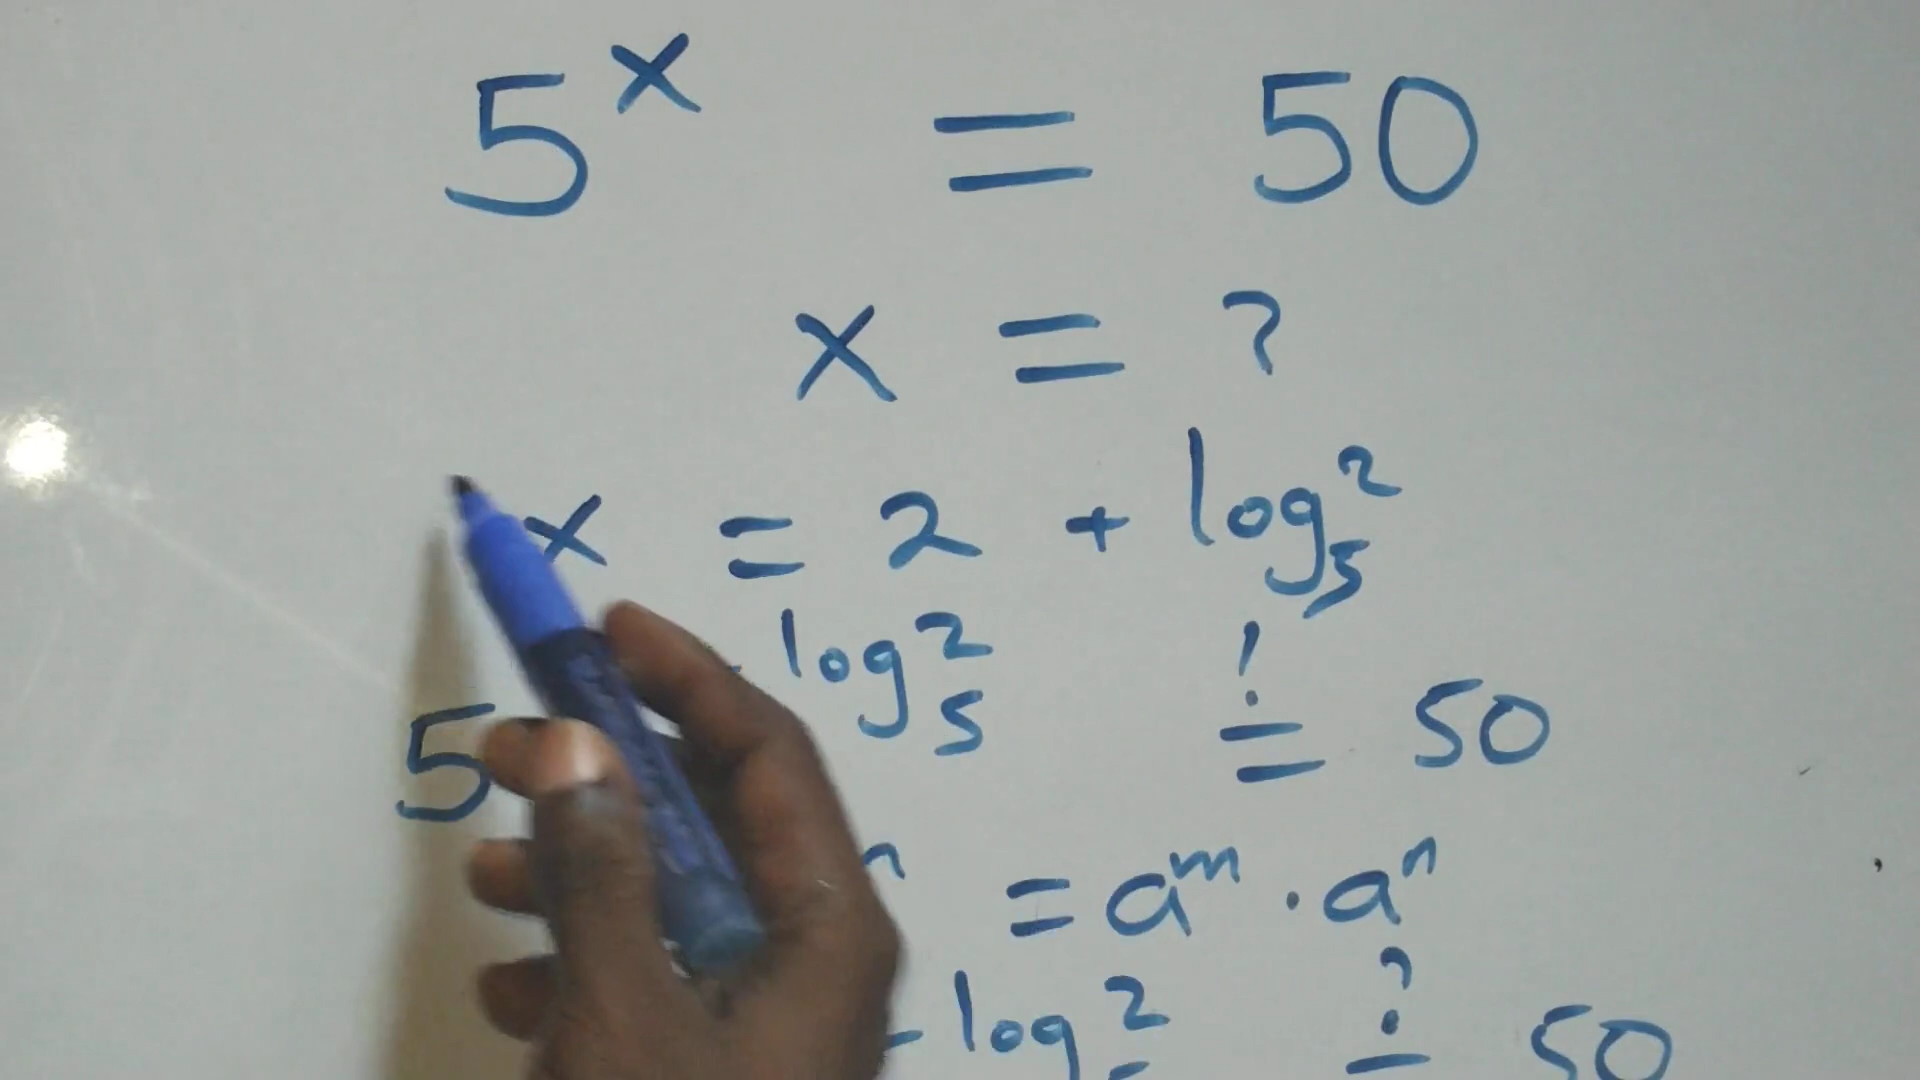 5^x = 50
x = ?
x = 2 + log_5^2
5 log_5^2 ?= 50
n = a^m · a^n
log^2 ?= 50